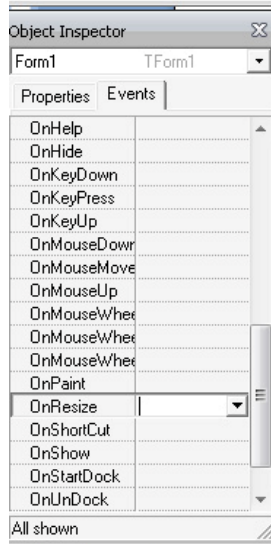 Object Inspector
Form1 TForm1
Properties Events
OnHelp
OnHide
OnKeyDown
OnKeyPress
OnKeyUp
OnMouseDown
OnMouseMove
OnMouseUp
OnMouseWhee
OnMouseWhee
OnMouseWhee
OnPaint
OnResize
OnShortCut
OnShow
OnStartDock
OnUnDock
All shown